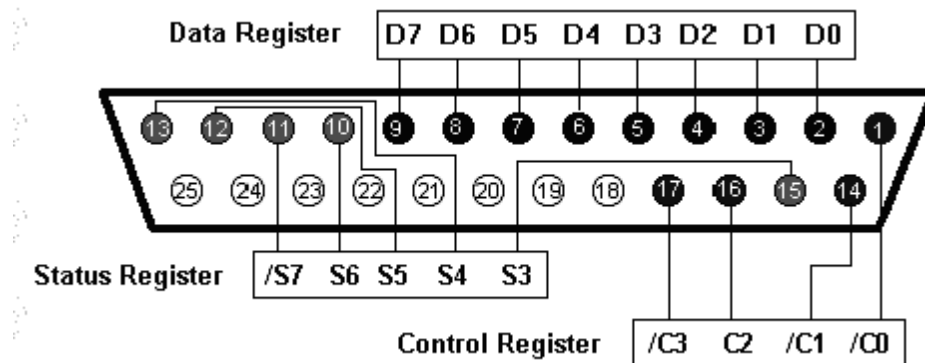 Data Register D7 D6 D5 D4 D3 D2 D1 D0
13 12 11 10 9 8 7 6 5 4 3 2 1
25 24 23 22 21 20 19 18 17 16 15 14
Status Register /S7 S6 S5 S4 S3
Control Register /C3 C2 /C1 /C0